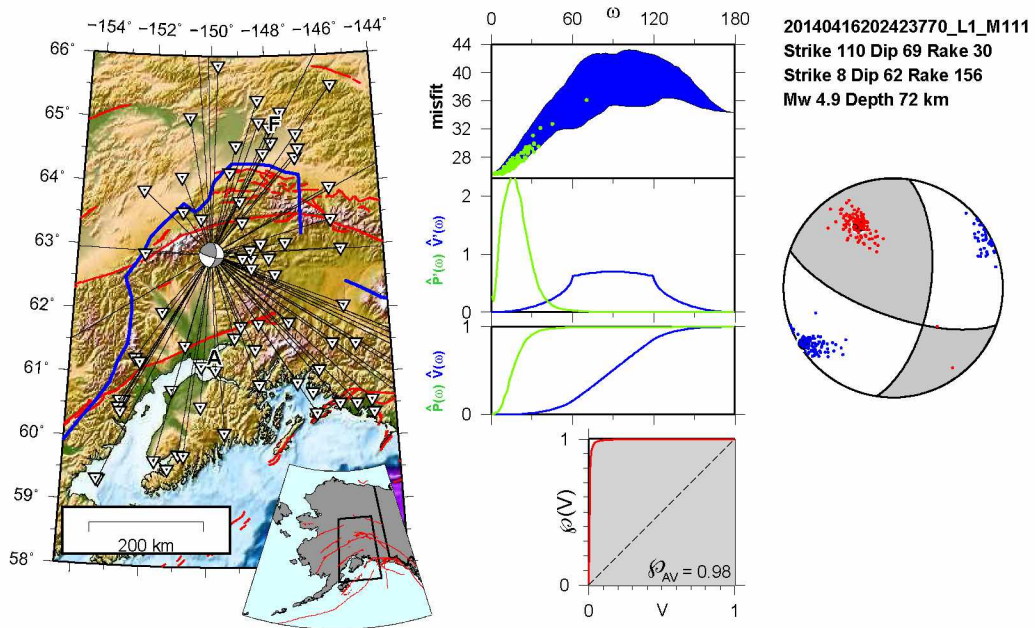 −154˚ −152˚ −150˚ −148˚ −146˚ −144˚
66˚
65˚
64˚
63˚
62˚
61˚
60˚
59˚
58˚
F
A
200 km
0 60 ω 120 180
44
40
36
32
28
misfit
2
1
0
P̂'(ω) V̂'(ω)
1
0
P̂(ω) V̂(ω)
1
0
℘(V)
℘AV = 0.98
0 V 1
20140416202423770_L1_M111
Strike 110 Dip 69 Rake 30
Strike 8 Dip 62 Rake 156
Mw 4.9 Depth 72 km